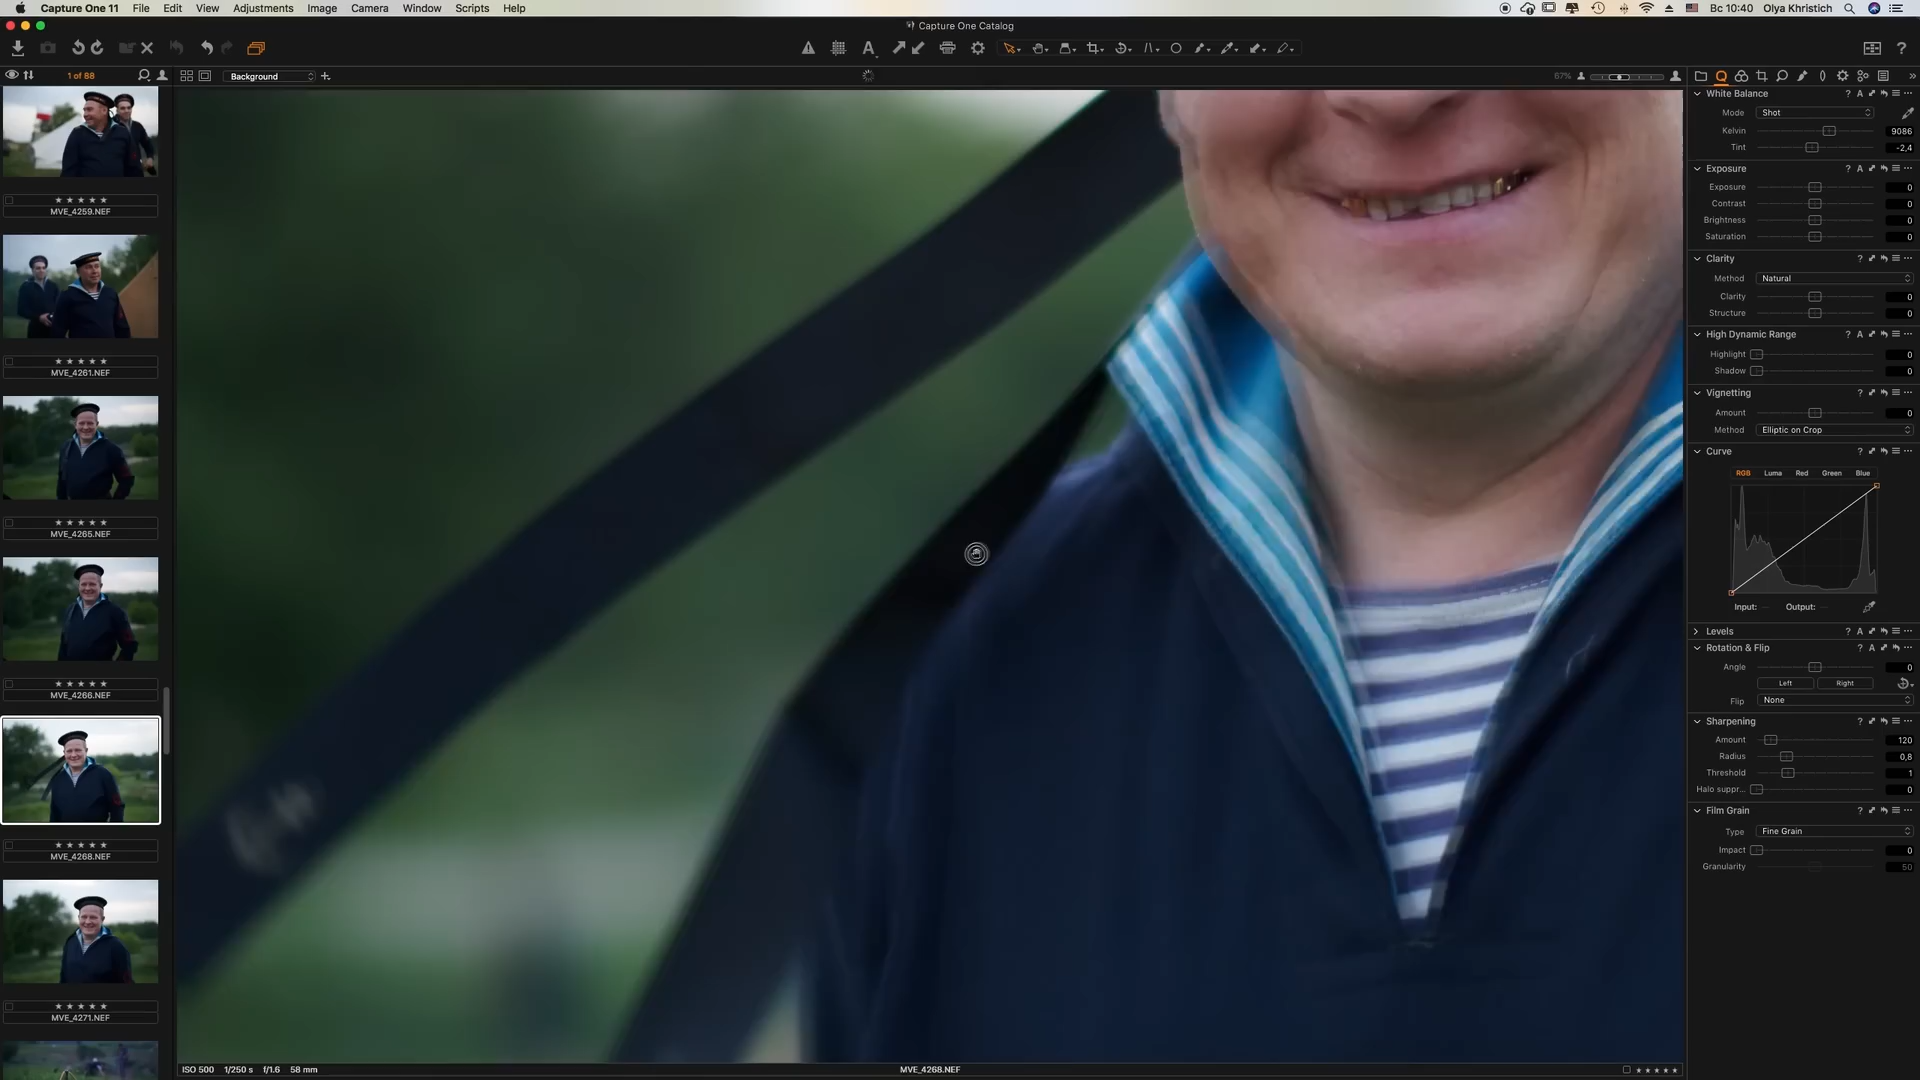 Capture One 11 File Edit View Adjustments Image Camera Window Scripts Help Вс 10:40 Olya Khristich
Capture One Catalog
1 of 88 Background 87%
MVE_4259.NEF
MVE_4261.NEF
MVE_4265.NEF
MVE_4266.NEF
MVE_4268.NEF
MVE_4271.NEF
ISO 500 1/250 s f/1.6 58 mm MVE_4268.NEF
White Balance
Mode Shot
Kelvin 9086
Tint -2,4
Exposure
Exposure 0
Contrast 0
Brightness 0
Saturation 0
Clarity
Method Natural
Clarity 0
Structure 0
High Dynamic Range
Highlight 0
Shadow 0
Vignetting
Amount 0
Method Elliptic on Crop
Curve
RGB Luma Red Green Blue
Input: Output:
Levels
Rotation & Flip
Angle 0
Left Right
Flip None
Sharpening
Amount 120
Radius 0,8
Threshold 1
Halo suppr... 0
Film Grain
Type Fine Grain
Impact 0
Granularity 50